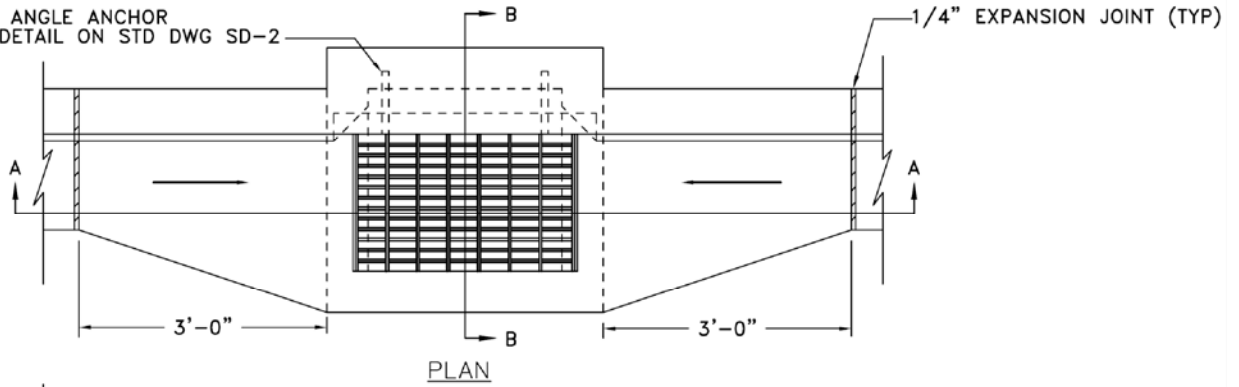 ANGLE ANCHOR
DETAIL ON STD DWG SD-2
B
1/4" EXPANSION JOINT (TYP)
A
A
3'-0"
B
3'-0"
PLAN